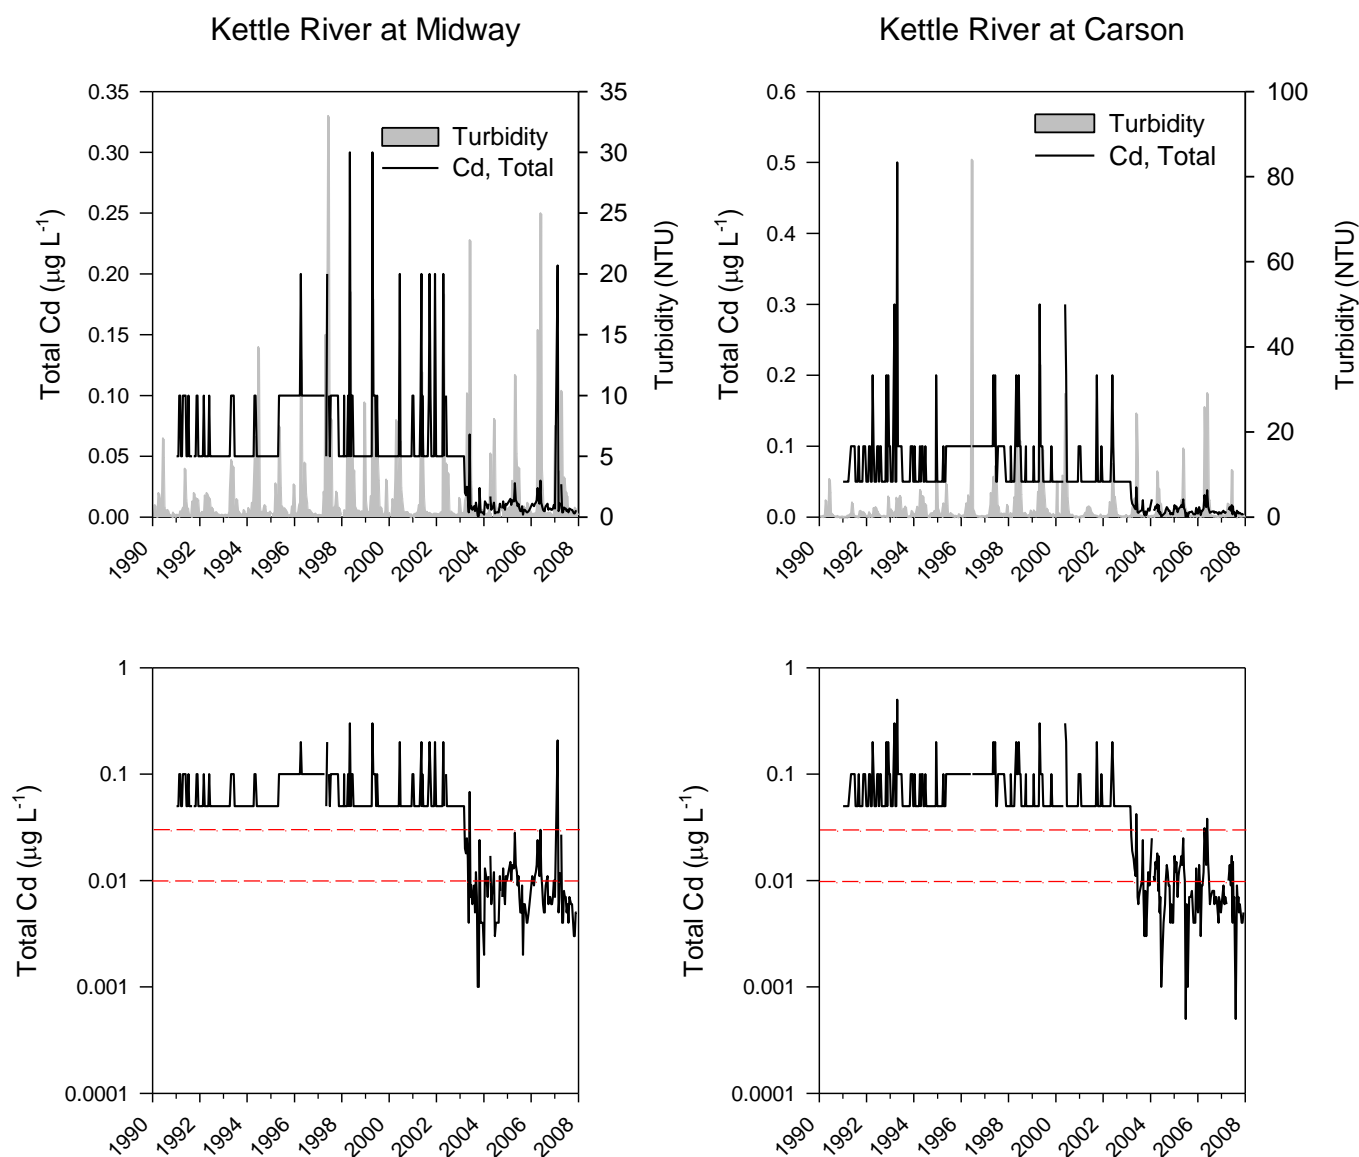 Kettle River at Midway
Kettle River at Carson
0.35
0.30
0.25
0.20
0.15
0.10
0.05
0.00
Total Cd (μg L-1)
35
30
25
20
15
10
5
0
Turbidity (NTU)
Turbidity
Cd, Total
1990 1992 1994 1996 1998 2000 2002 2004 2006 2008
0.6
0.5
0.4
0.3
0.2
0.1
0.0
Total Cd (μg L-1)
100
80
60
40
20
0
Turbidity (NTU)
Turbidity
Cd, Total
1990 1992 1994 1996 1998 2000 2002 2004 2006 2008
1
0.1
0.01
0.001
0.0001
Total Cd (μg L-1)
1990 1992 1994 1996 1998 2000 2002 2004 2006 2008
1
0.1
0.01
0.001
0.0001
Total Cd (μg L-1)
1990 1992 1994 1996 1998 2000 2002 2004 2006 2008